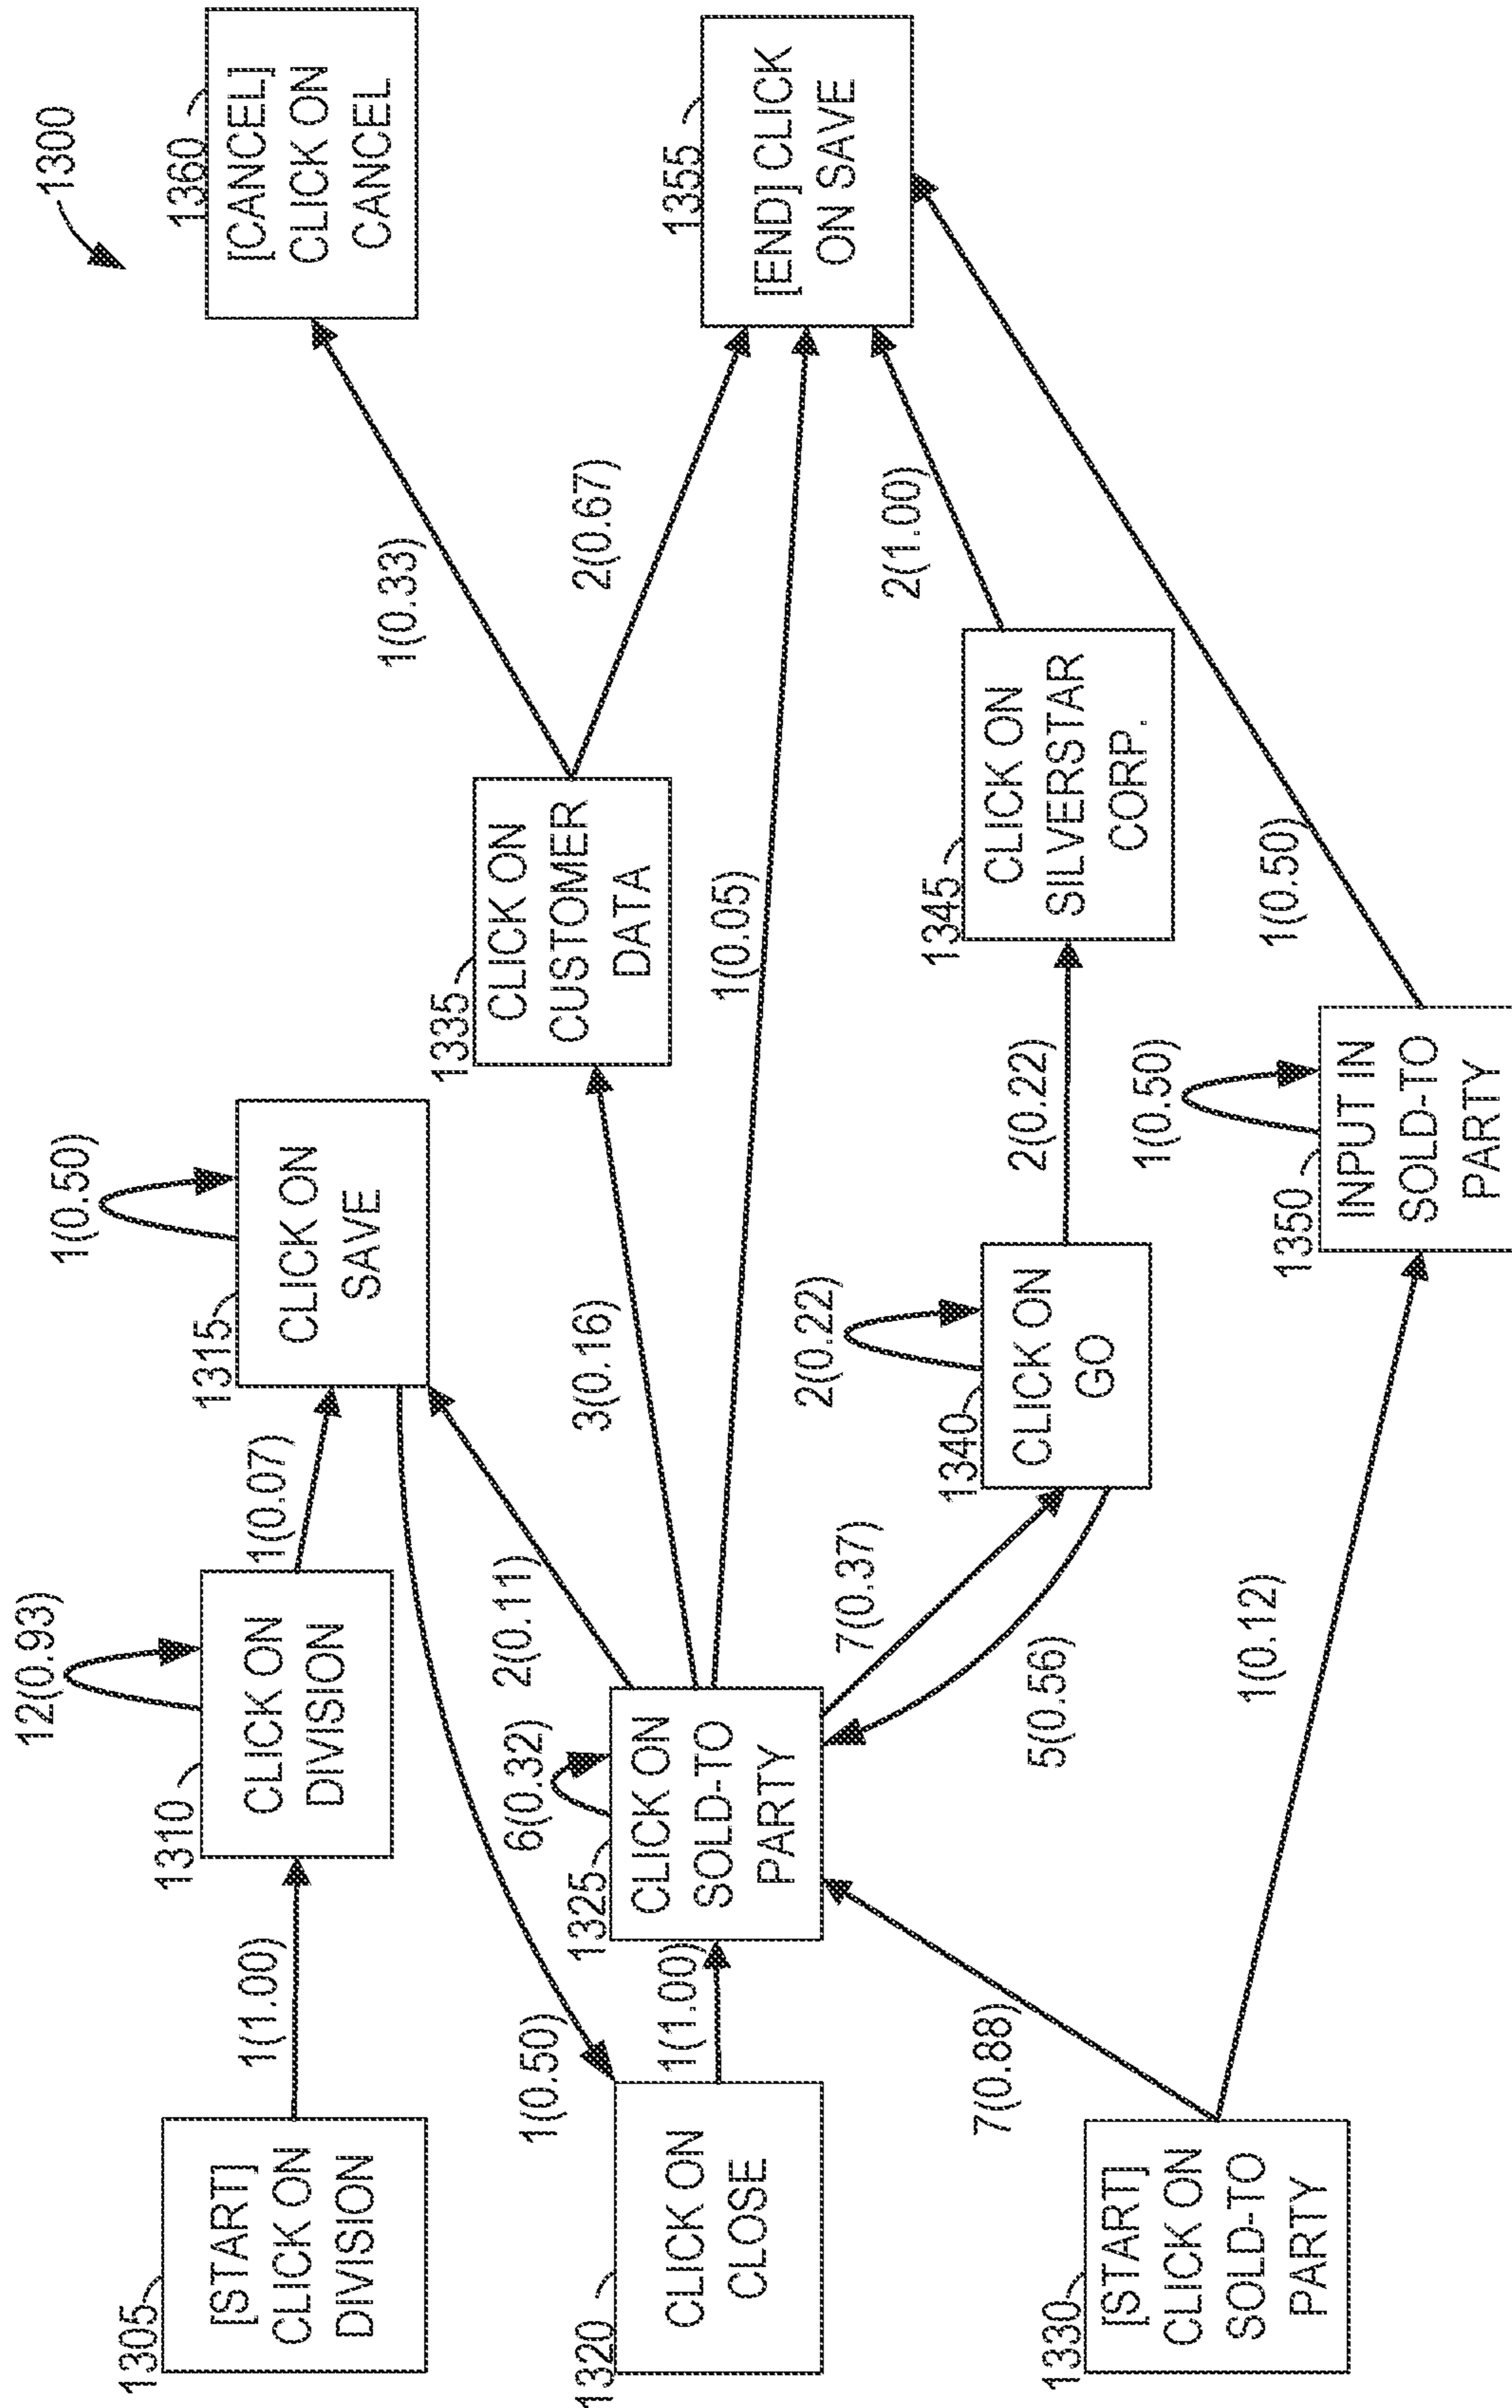 1300
1305
[START]
CLICK ON
DIVISION
1(1.00)
1310
CLICK ON
DIVISION
12(0.93)
1(0.07)
1315
CLICK ON
SAVE
1(0.50)
1(0.50)
1320
CLICK ON
CLOSE
1(1.00)
1325
CLICK ON
SOLD-TO
PARTY
6(0.32)
2(0.11)
3(0.16)
1(0.05)
7(0.37)
5(0.56)
1330
[START]
CLICK ON
SOLD-TO
PARTY
7(0.88)
1(0.12)
1335
CLICK ON
CUSTOMER
DATA
1(0.33)
2(0.67)
1340
CLICK ON
GO
2(0.22)
2(0.22)
1345
CLICK ON
SILVERSTAR
CORP.
2(1.00)
1350
INPUT IN
SOLD-TO
PARTY
1(0.50)
1(0.50)
1355
[END] CLICK
ON SAVE
1360
[CANCEL]
CLICK ON
CANCEL